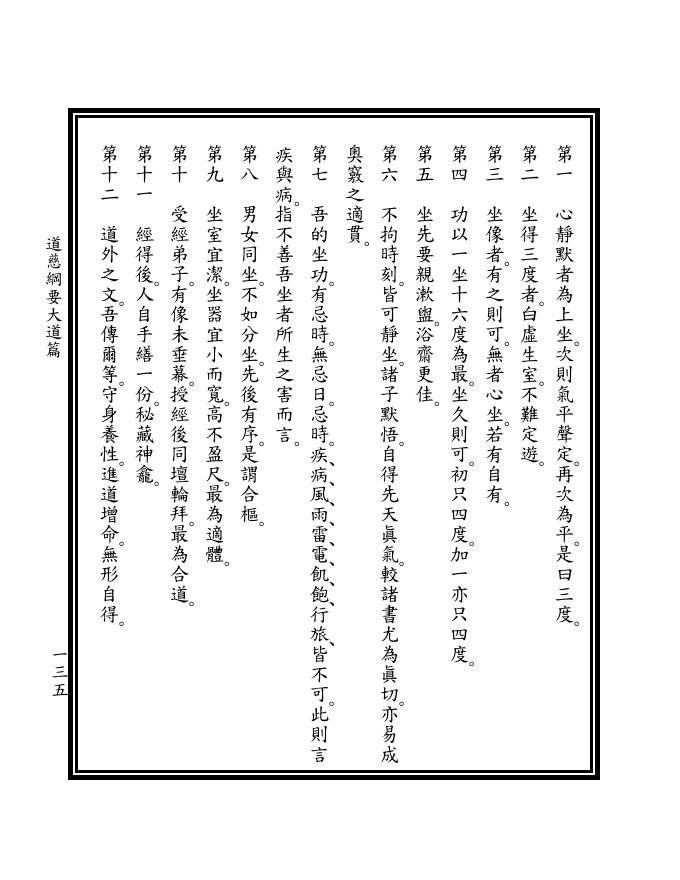 第一　心靜默者為上坐。次則氣平聲定。再次為平。是曰三度。
第二　坐得三度者。白虛生室。不難定遊。
第三　坐像者。有之則可。無者心坐。若有自有。
第四　功以一坐十六度為最。坐久則可。初只四度。加一亦只四度。
第五　坐先要親漱盥。浴齋更佳。
第六　不拘時刻。皆可靜坐。諸子默悟。自得先天眞氣。較諸書尤為眞切。亦易成
奧竅之適貫。
第七　吾的坐功。有忌時。無忌日。忌時。疾病、風、雨、雷、電、飢、飽、行旅、皆不可。此則言
疾與病。指不善吾坐者所生之害而言。
第八　男女同坐。不如分坐。先後有序。是謂合樞。
第九　坐室宜潔。坐器宜小而寬。高不盈尺。最為適體。
第十　受經弟子。有像未垂幕。授經後同壇輪拜。最為合道。
第十一　經得後。人自手繕一份。秘藏神龕。
第十二　道外之文。吾傳爾等。守身養性。進道增命。無形自得。
道慈綱要大道篇
一三五